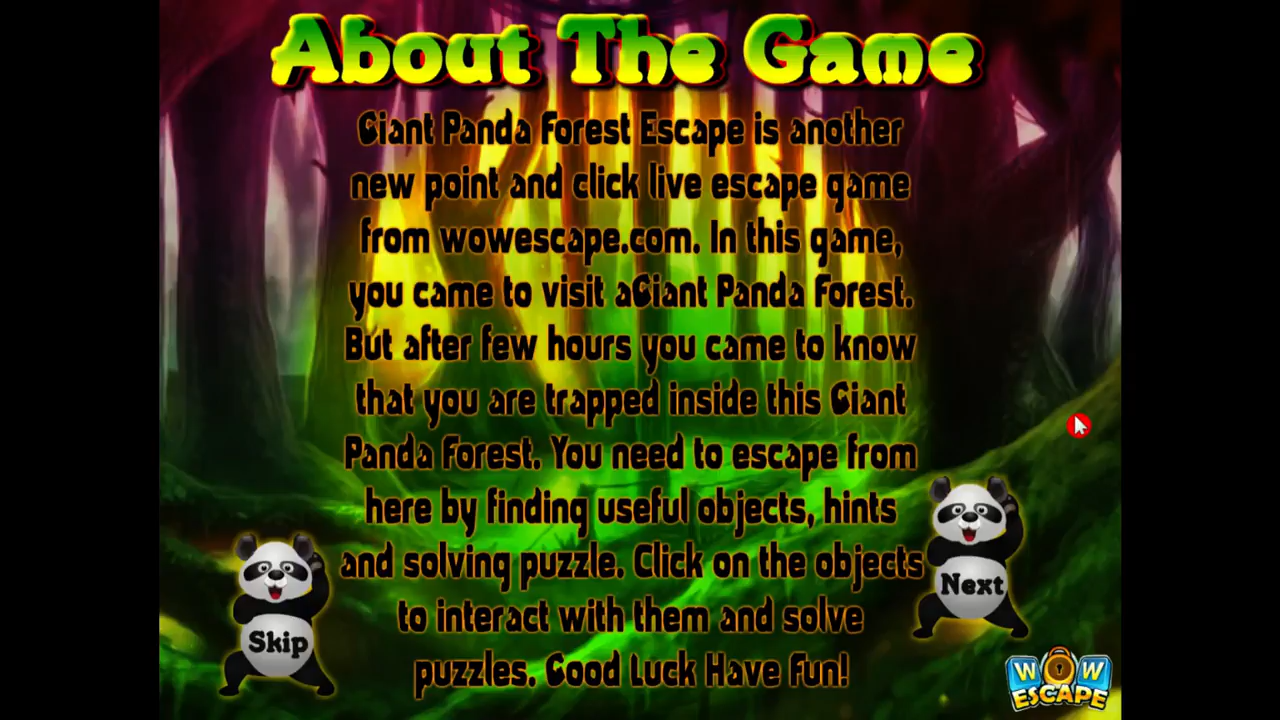 About The Game
Giant Panda Forest Escape is another
new point and click live escape game
from wowescape.com. In this game,
you came to visit aGiant Panda Forest.
But after few hours you came to know
that you are trapped inside this Giant
Panda Forest. You need to escape from
here by finding useful objects, hints
and solving puzzle. Click on the objects
to interact with them and solve
puzzles. Good Luck Have Fun!
Skip
Next
WOW
ESCAPE